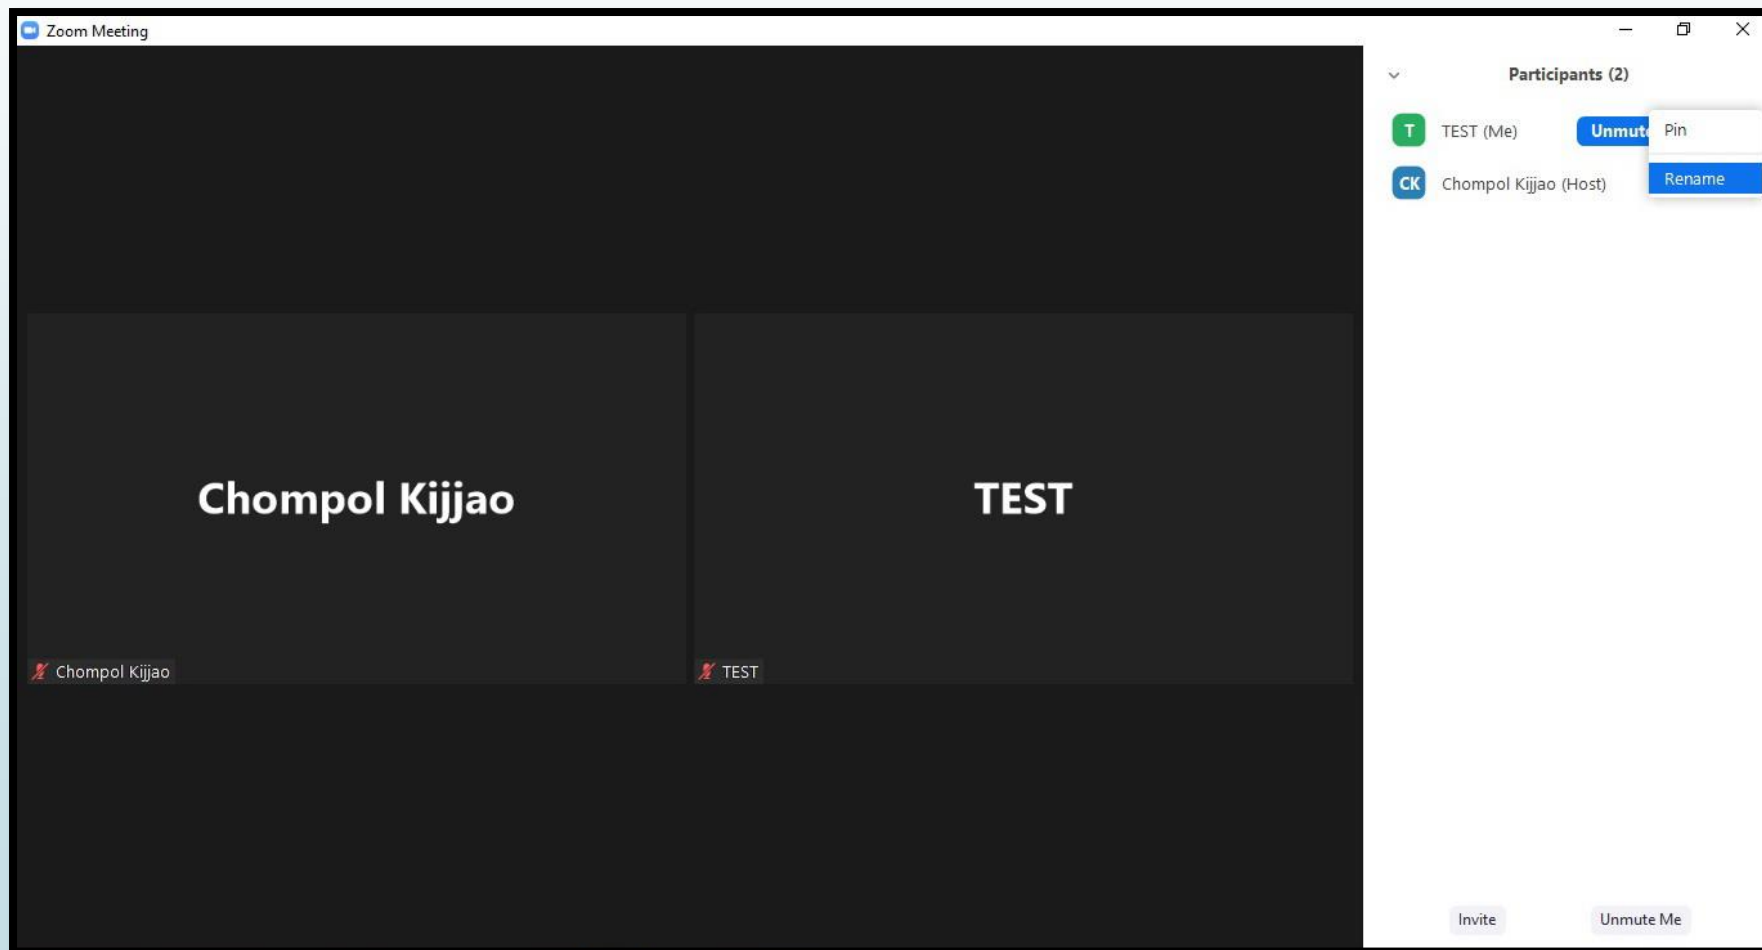 Zoom Meeting
Participants (2)
T TEST (Me) Unmute Pin
CK Chompol Kijjao (Host) Rename
Chompol Kijjao
TEST
Chompol Kijjao
TEST
Invite
Unmute Me